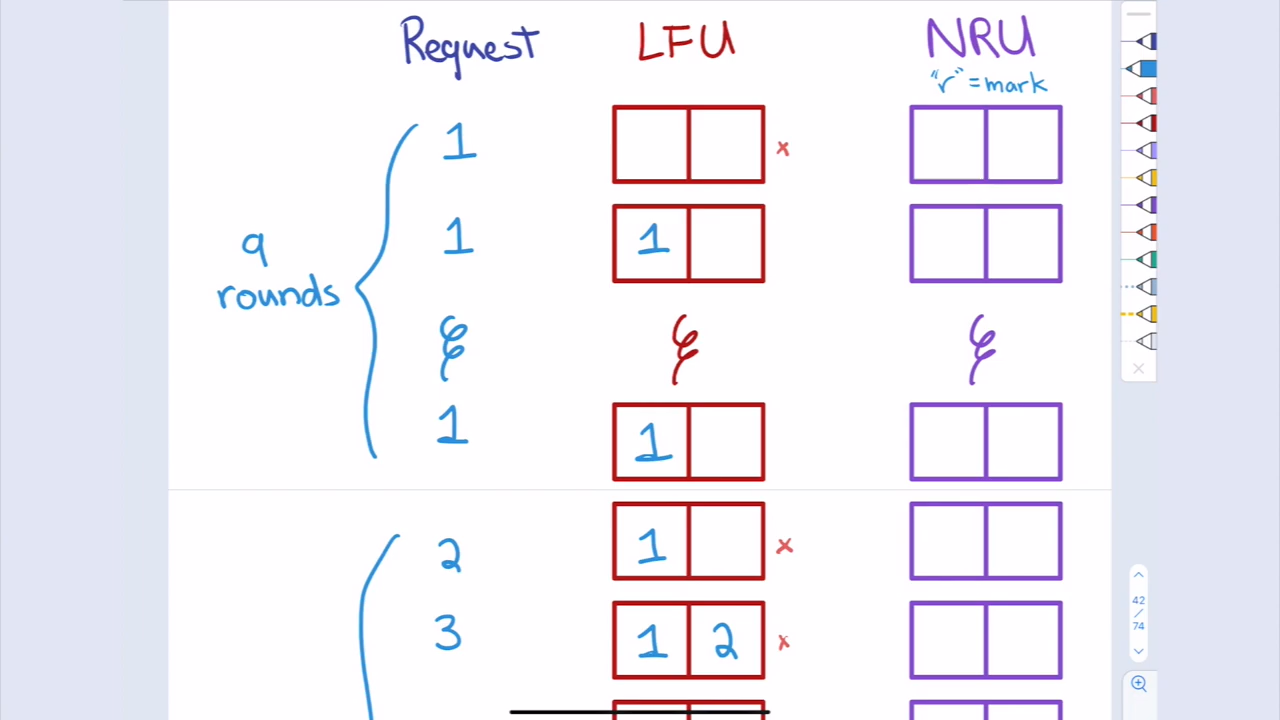 Request LFU NRU
"r" = mark
1 x
1 1
9 rounds
1 1
2 1 x
3 1 2 x
42
/
74